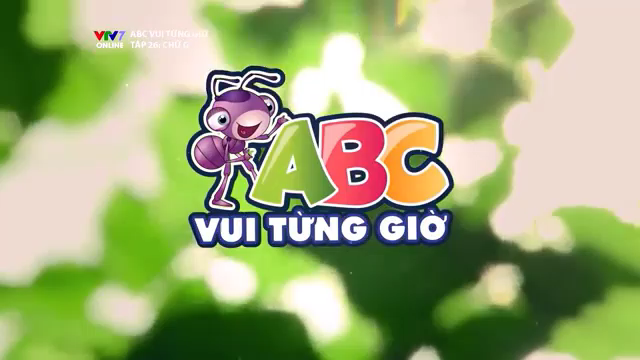 VTV7
ONLINE
ABC VUI TỪNG GIỜ
TẬP 26: CHỮ
ABC
VUI TỪNG GIỜ